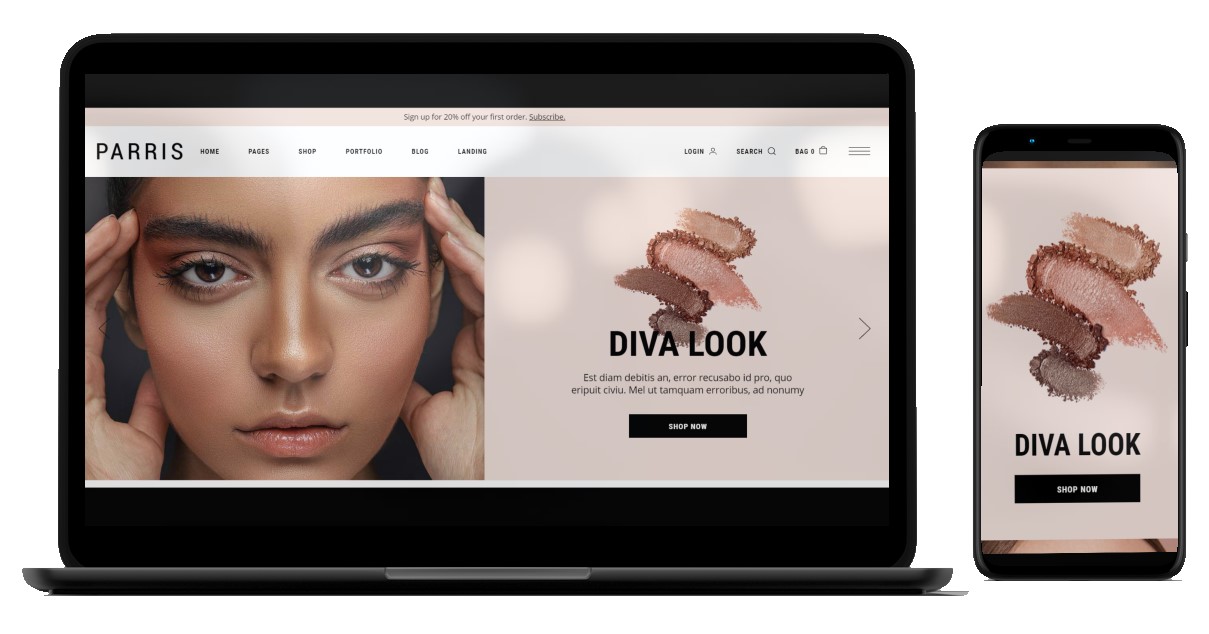 Sign up for 20% off your first order. Subscribe.
PARRIS HOME PAGES SHOP PORTFOLIO BLOG LANDING LOGIN SEARCH BAG 0
DIVA LOOK
Est diam debitis an, error recusabo id pro, quo
eripuit civiu. Mel ut tamquam erroribus, ad nonumy
SHOP NOW
DIVA LOOK
SHOP NOW